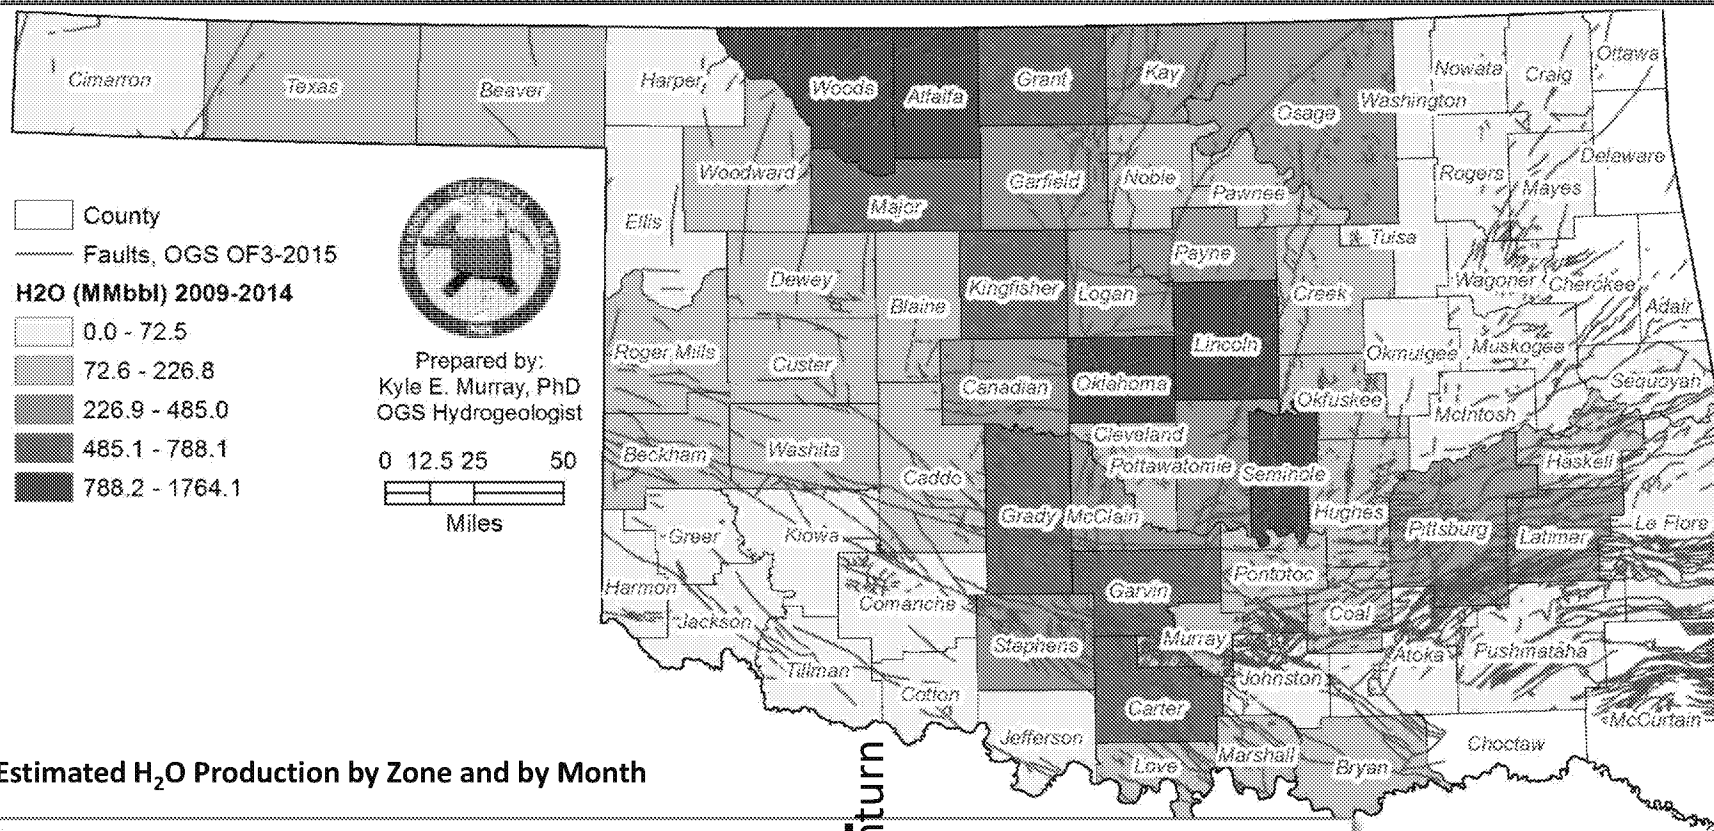 Cimarron
Texas
Beaver
Harper
Woods
Alfalfa
Grant
Kay
Osage
Washington
Nowata
Craig
Ottawa
Woodward
Garfield
Noble
Pawnee
Rogers
Mayes
Delaware
Ellis
Major
County
Faults, OGS OF3-2015
H2O (MMbbl) 2009-2014
0.0 - 72.5
72.6 - 226.8
226.9 - 485.0
485.1 - 788.1
788.2 - 1764.1
Prepared by:
Kyle E. Murray, PhD
OGS Hydrogeologist
0 12.5 25 50
Miles
Dewey
Blaine
Kingfisher
Logan
Payne
Creek
Tulsa
Wagoner
Cherokee
Adair
Roger Mills
Custer
Canadian
Oklahoma
Lincoln
Okmulgee
Muskogee
Sequoyah
Okfuskee
McIntosh
Beckham
Washita
Caddo
Cleveland
Pottawatomie
Seminole
Haskell
Grady
McClain
Hughes
Pittsburg
Latimer
Le Flore
Greer
Kiowa
Harmon
Comanche
Garvin
Pontotoc
Coal
Jackson
Stephens
Murray
Atoka
Pushmataha
Tillman
Cotton
Carter
Johnston
McCurtain
Jefferson
Love
Marshall
Bryan
Choctaw
Estimated H₂O Production by Zone and by Month
nturn